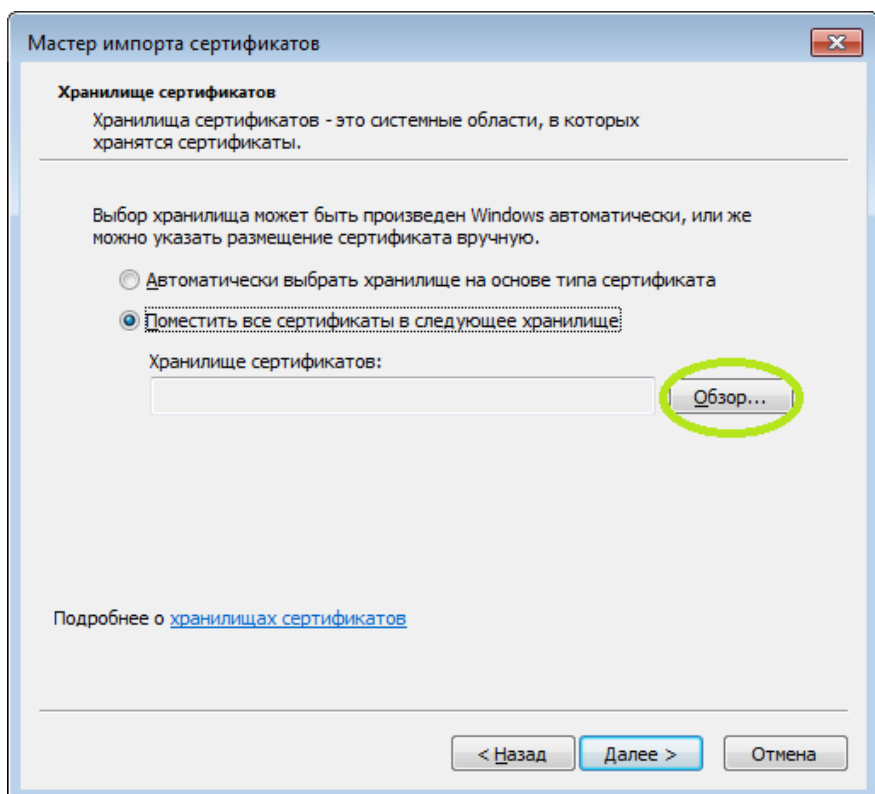 Мастер импорта сертификатов
Хранилище сертификатов
Хранилища сертификатов - это системные области, в которых
хранятся сертификаты.
Выбор хранилища может быть произведен Windows автоматически, или же
можно указать размещение сертификата вручную.
Автоматически выбрать хранилище на основе типа сертификата
Поместить все сертификаты в следующее хранилище
Хранилище сертификатов:
Обзор...
Подробнее о хранилищах сертификатов
< Назад Далее > Отмена